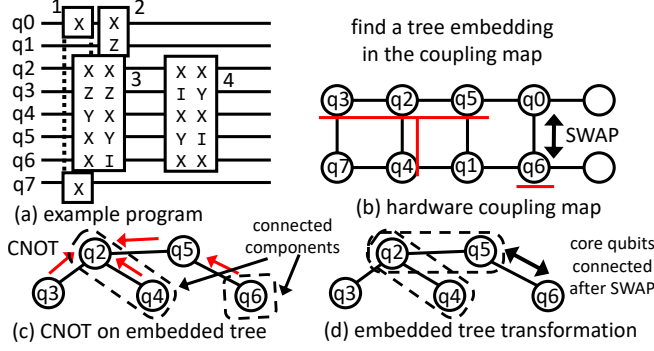 1 2
q0 X X
q1 Z
q2 X X X X
q3 Z Z 3 I Y 4
q4 Y X X X
q5 X Y Y I
q6 X I X X
q7 X
(a) example program
find a tree embedding
in the coupling map
q3 q2 q5 q0
SWAP
q7 q4 q1 q6
(b) hardware coupling map
CNOT
connected
components
q2 q5
q3 q4 q6
(c) CNOT on embedded tree
q2 q5
core qubits
connected
after SWAP
q3 q4 q6
(d) embedded tree transformation